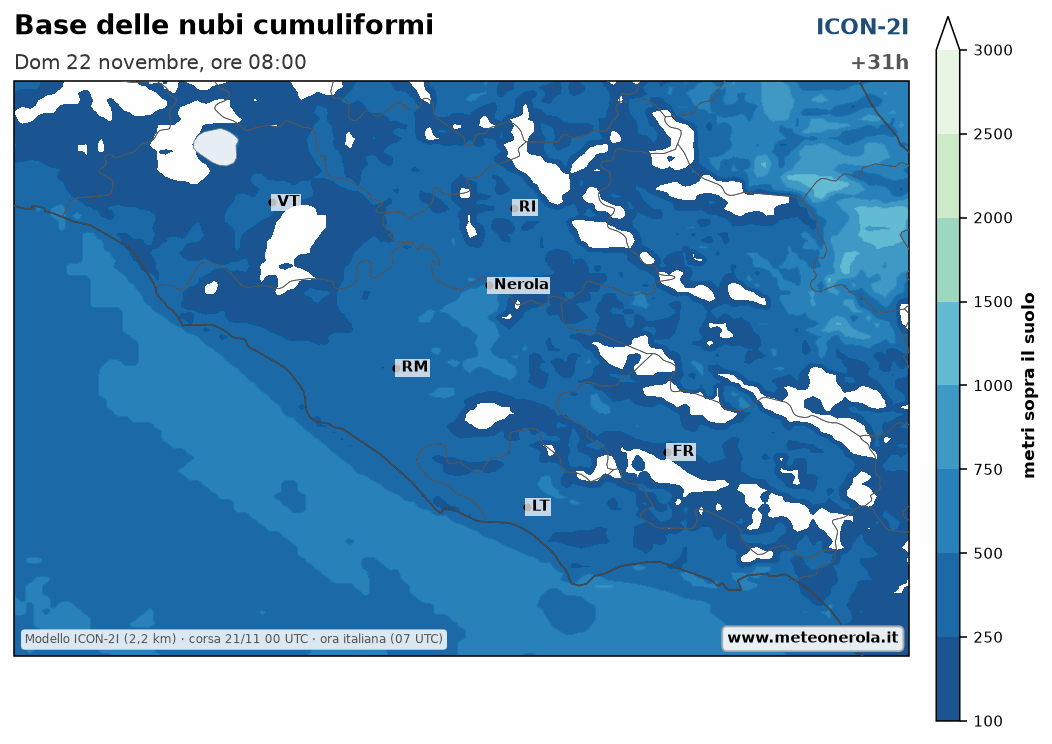 Base delle nubi cumuliformi
ICON-2I
Dom 22 novembre, ore 08:00
+31h
3000
2500
2000
1500
1000
750
500
250
100
metri sopra il suolo
VT
RI
Nerola
RM
FR
LT
Modello ICON-2I (2,2 km) · corsa 21/11 00 UTC · ora italiana (07 UTC)
www.meteonerola.it